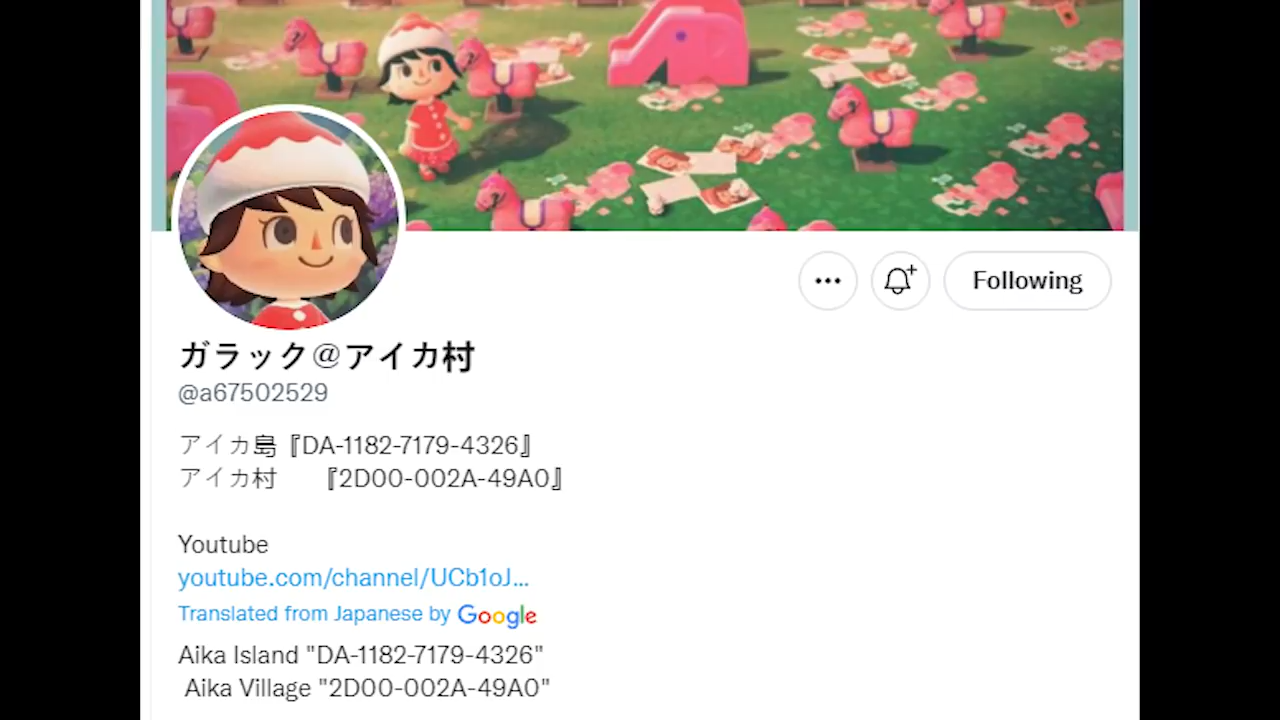 Following
ガラック@アイカ村
@a67502529
アイカ島『DA-1182-7179-4326』
アイカ村　『2D00-002A-49A0』
Youtube
youtube.com/channel/UCb1oJ...
Translated from Japanese by Google
Aika Island "DA-1182-7179-4326"
Aika Village "2D00-002A-49A0"